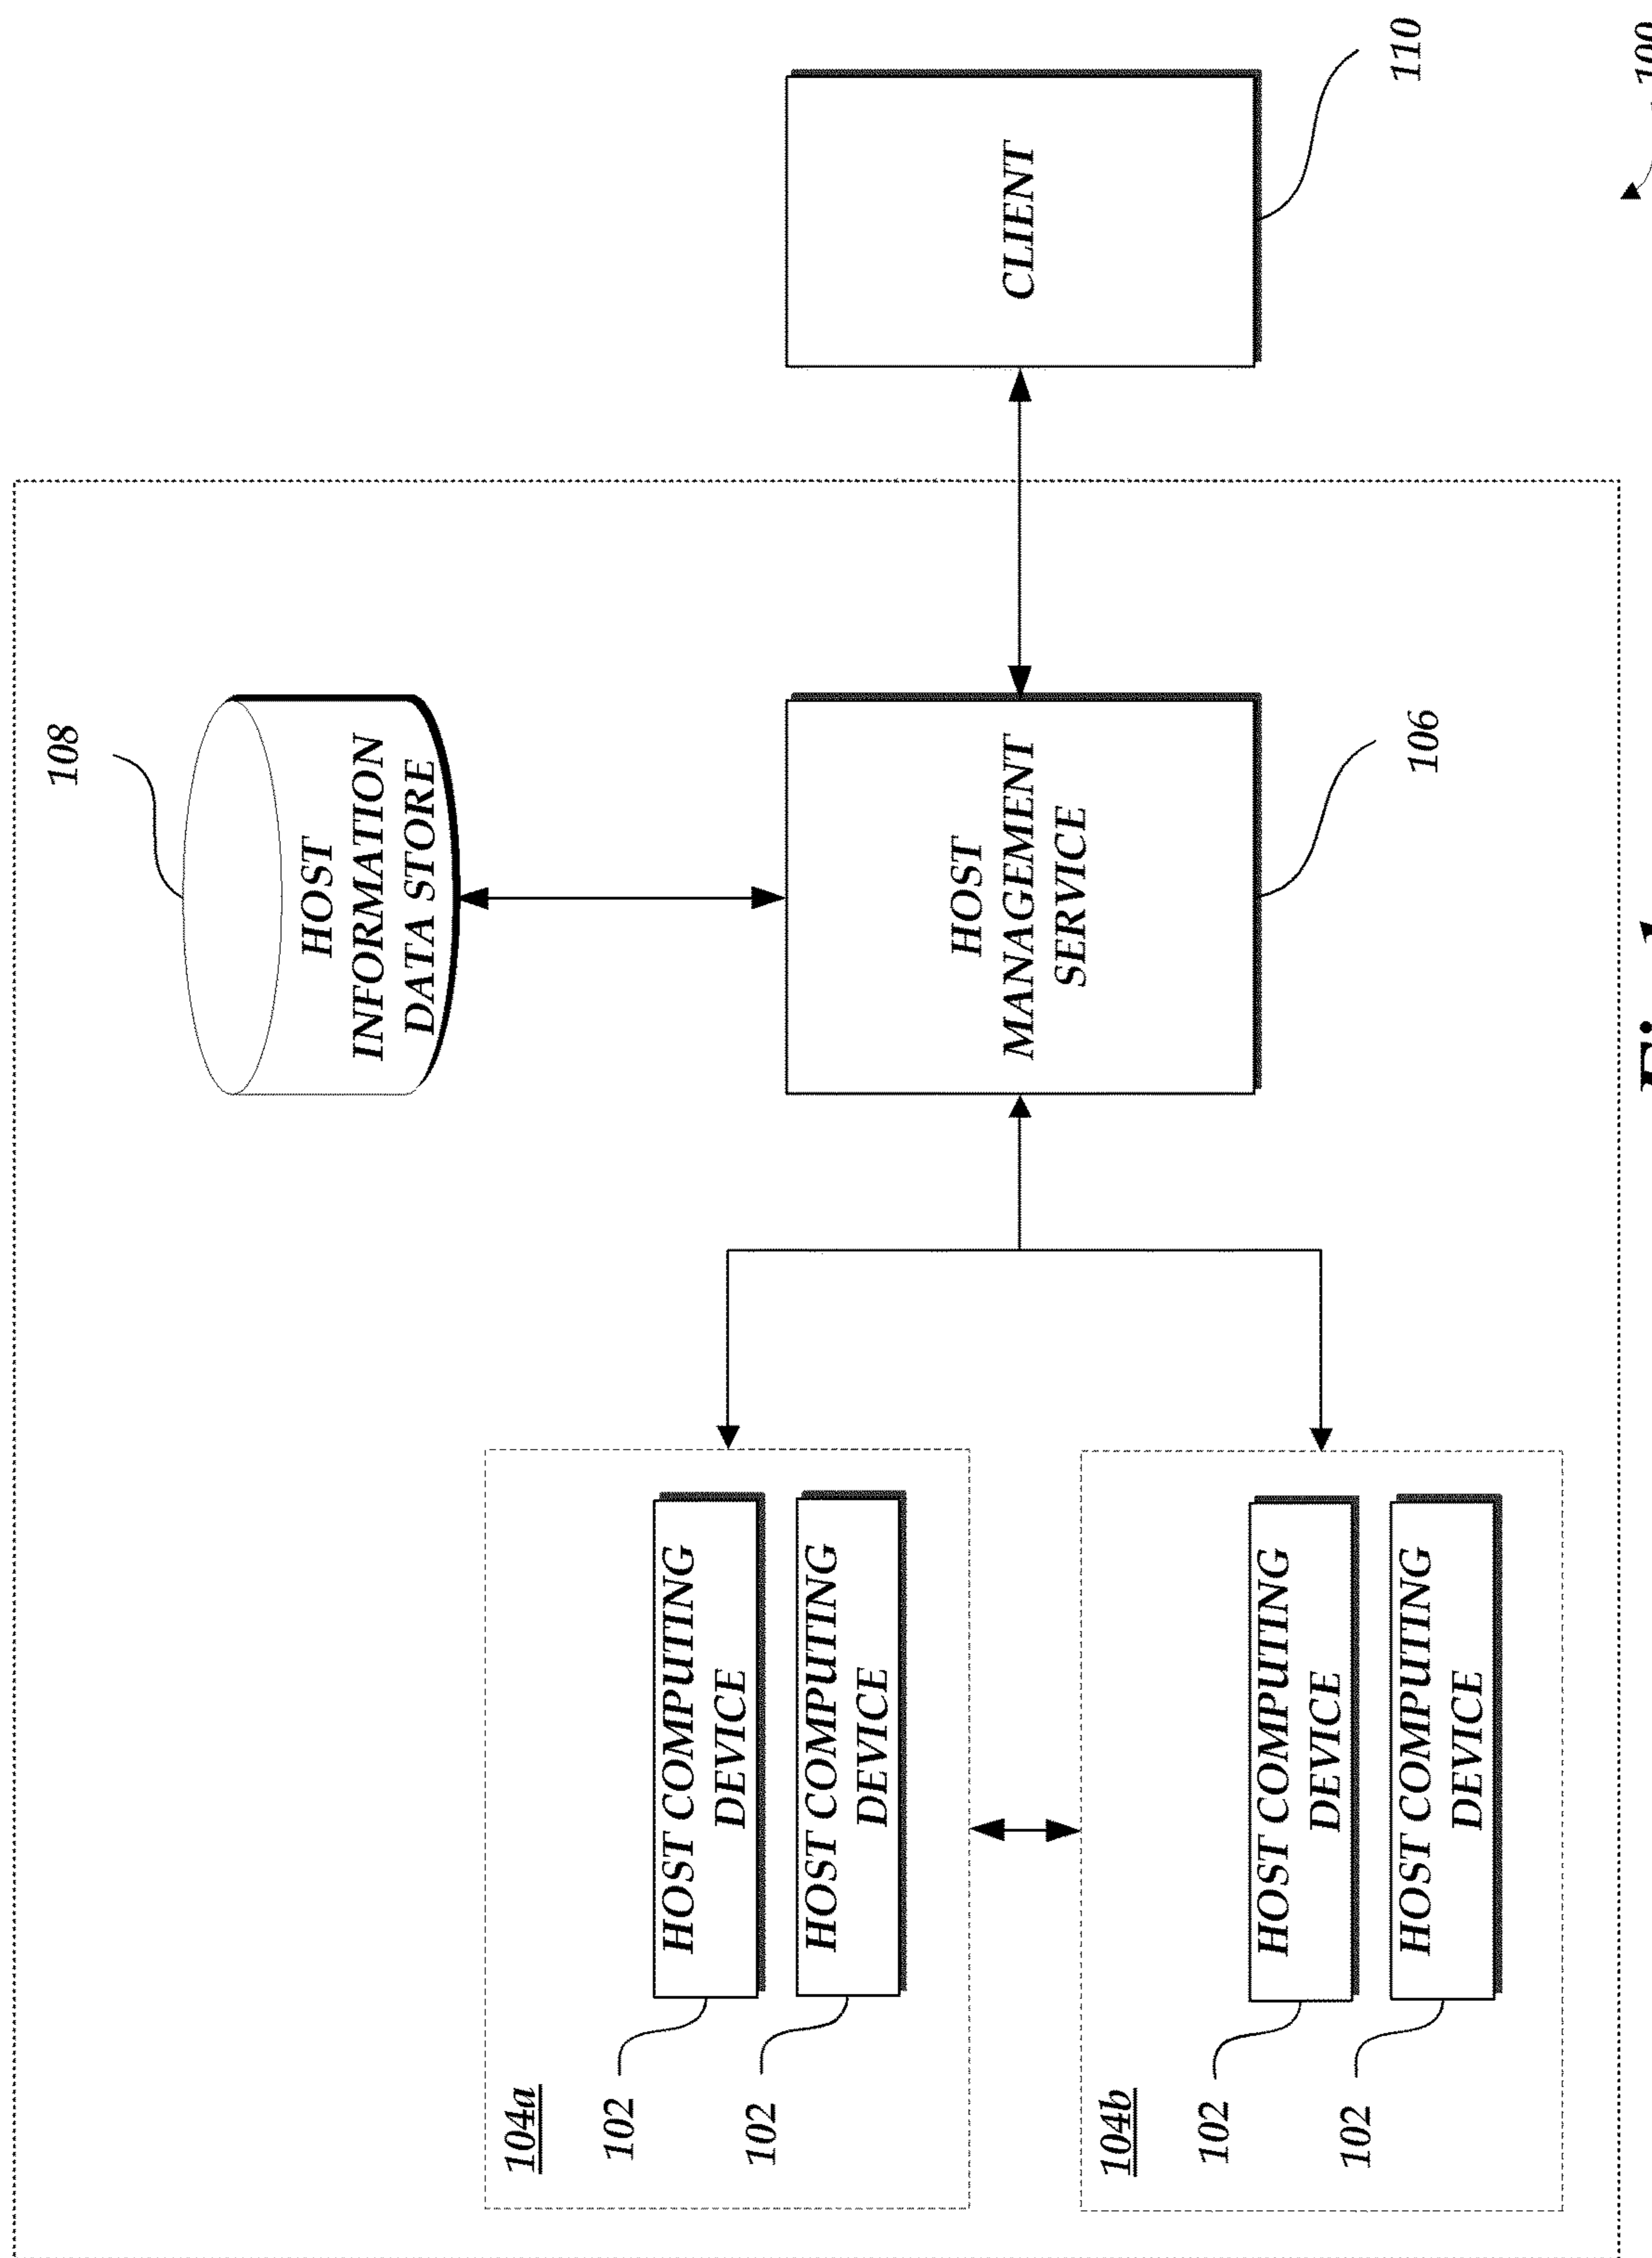 104a
102
HOST COMPUTING
DEVICE
102
HOST COMPUTING
DEVICE
104b
102
HOST COMPUTING
DEVICE
102
HOST COMPUTING
DEVICE
108
HOST
INFORMATION
DATA STORE
HOST
MANAGEMENT
SERVICE
106
CLIENT
110
100